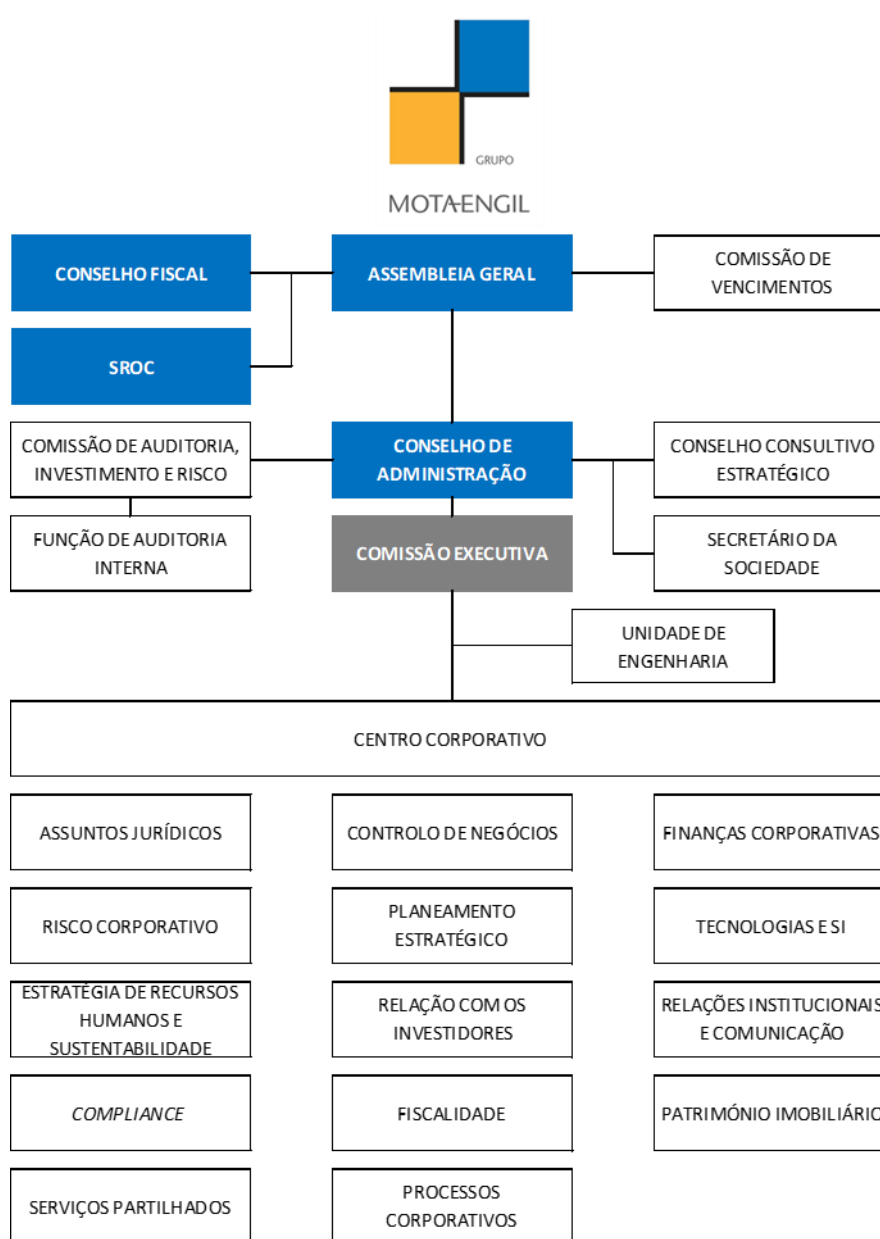 GRUPO
MOTA-ENGIL
CONSELHO FISCAL
ASSEMBLEIA GERAL
COMISSÃO DE
VENCIMENTOS
SROC
COMISSÃO DE AUDITORIA,
INVESTIMENTO E RISCO
CONSELHO DE
ADMINISTRAÇÃO
CONSELHO CONSULTIVO
ESTRATÉGICO
FUNÇÃO DE AUDITORIA
INTERNA
COMISSÃO EXECUTIVA
SECRETÁRIO DA
SOCIEDADE
UNIDADE DE
ENGENHARIA
CENTRO CORPORATIVO
ASSUNTOS JURÍDICOS
CONTROLO DE NEGÓCIOS
FINANÇAS CORPORATIVAS
RISCO CORPORATIVO
PLANEAMENTO
ESTRATÉGICO
TECNOLOGIAS E SI
ESTRATÉGIA DE RECURSOS
HUMANOS E
SUSTENTABILIDADE
RELAÇÃO COM OS
INVESTIDORES
RELAÇÕES INSTITUCIONAIS
E COMUNICAÇÃO
COMPLIANCE
FISCALIDADE
PATRIMÓNIO IMOBILIÁRIO
SERVIÇOS PARTILHADOS
PROCESSOS
CORPORATIVOS